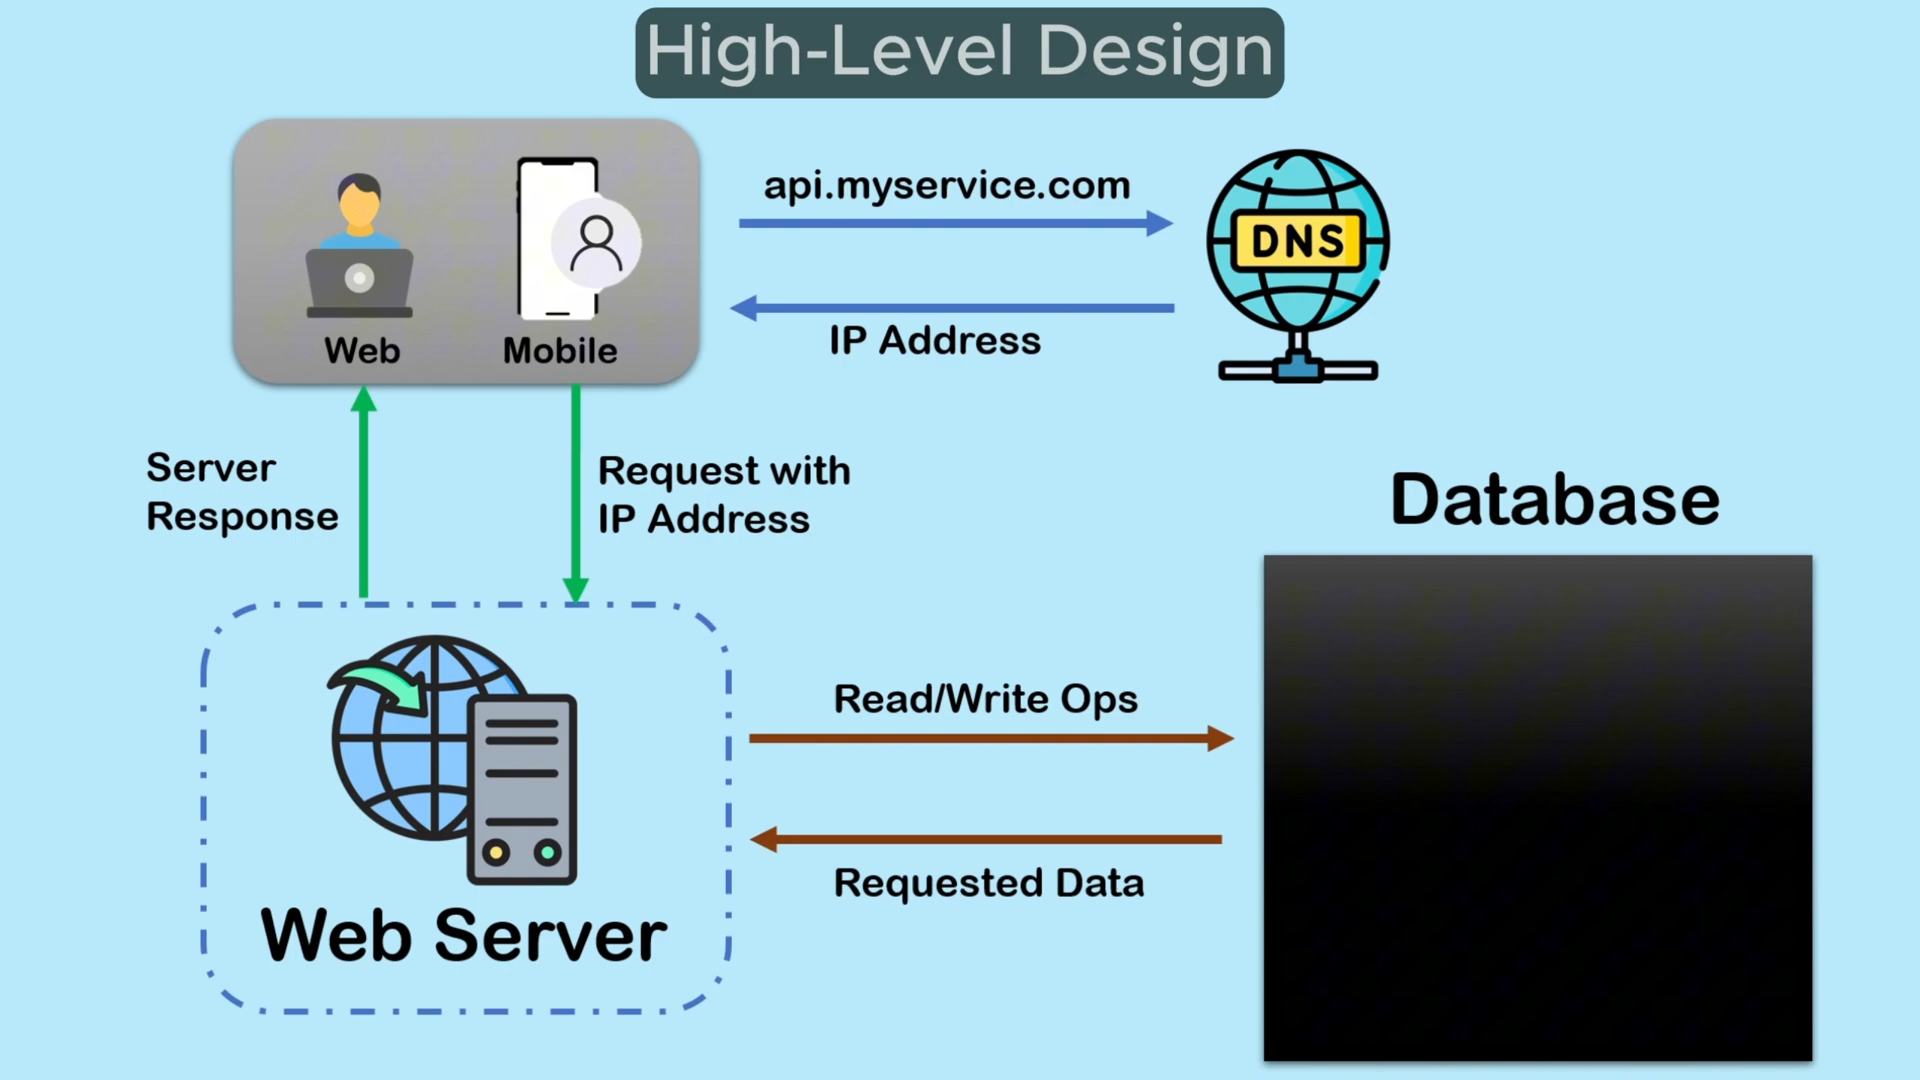 High-Level Design
api.myservice.com
DNS
IP Address
Web
Mobile
Server
Response
Request with
IP Address
Database
Read/Write Ops
Requested Data
Web Server